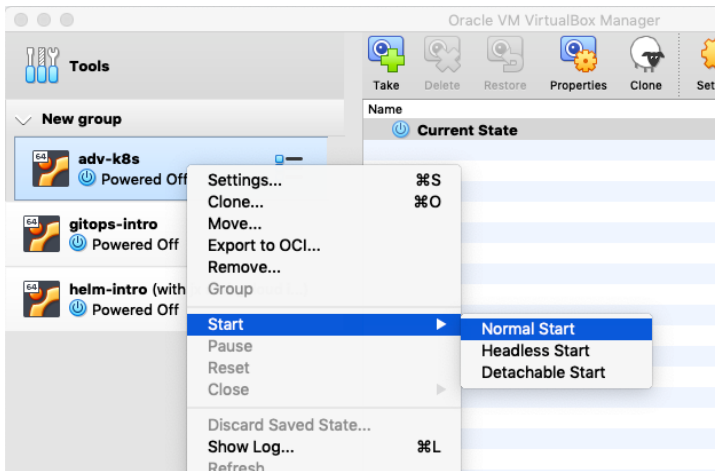 Oracle VM VirtualBox Manager
Tools
Take
Delete
Restore
Properties
Clone
Set
New group
Name
Current State
64
adv-k8s
Powered Off
64
gitops-intro
Powered Off
64
helm-intro (with
Powered Off
Settings... ⌘S
Clone... ⌘O
Move...
Export to OCI...
Remove...
Group
Start
Pause
Reset
Close
Discard Saved State...
Show Log... ⌘L
Refresh
Normal Start
Headless Start
Detachable Start